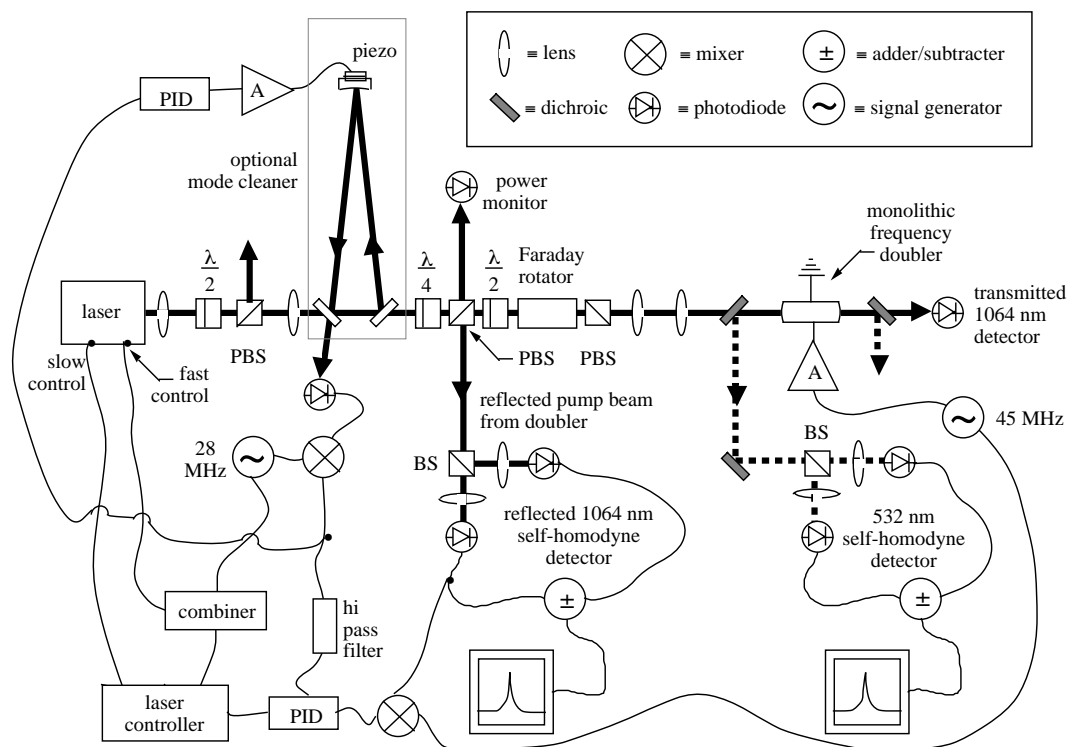 piezo
≡ lens
≡ mixer
± ≡ adder/subtracter
≡ dichroic
≡ photodiode
~ ≡ signal generator
PID
A
optional
mode cleaner
power
monitor
monolithic
frequency
doubler
λ
2
λ
4
λ
2
Faraday
rotator
laser
transmitted
1064 nm
detector
PBS
PBS
PBS
slow
control
fast
control
A
reflected pump beam
from doubler
45 MHz
~
28
MHz
~
BS
BS
reflected 1064 nm
self-homodyne
detector
532 nm
self-homodyne
detector
±
±
combiner
hi
pass
filter
laser
controller
PID